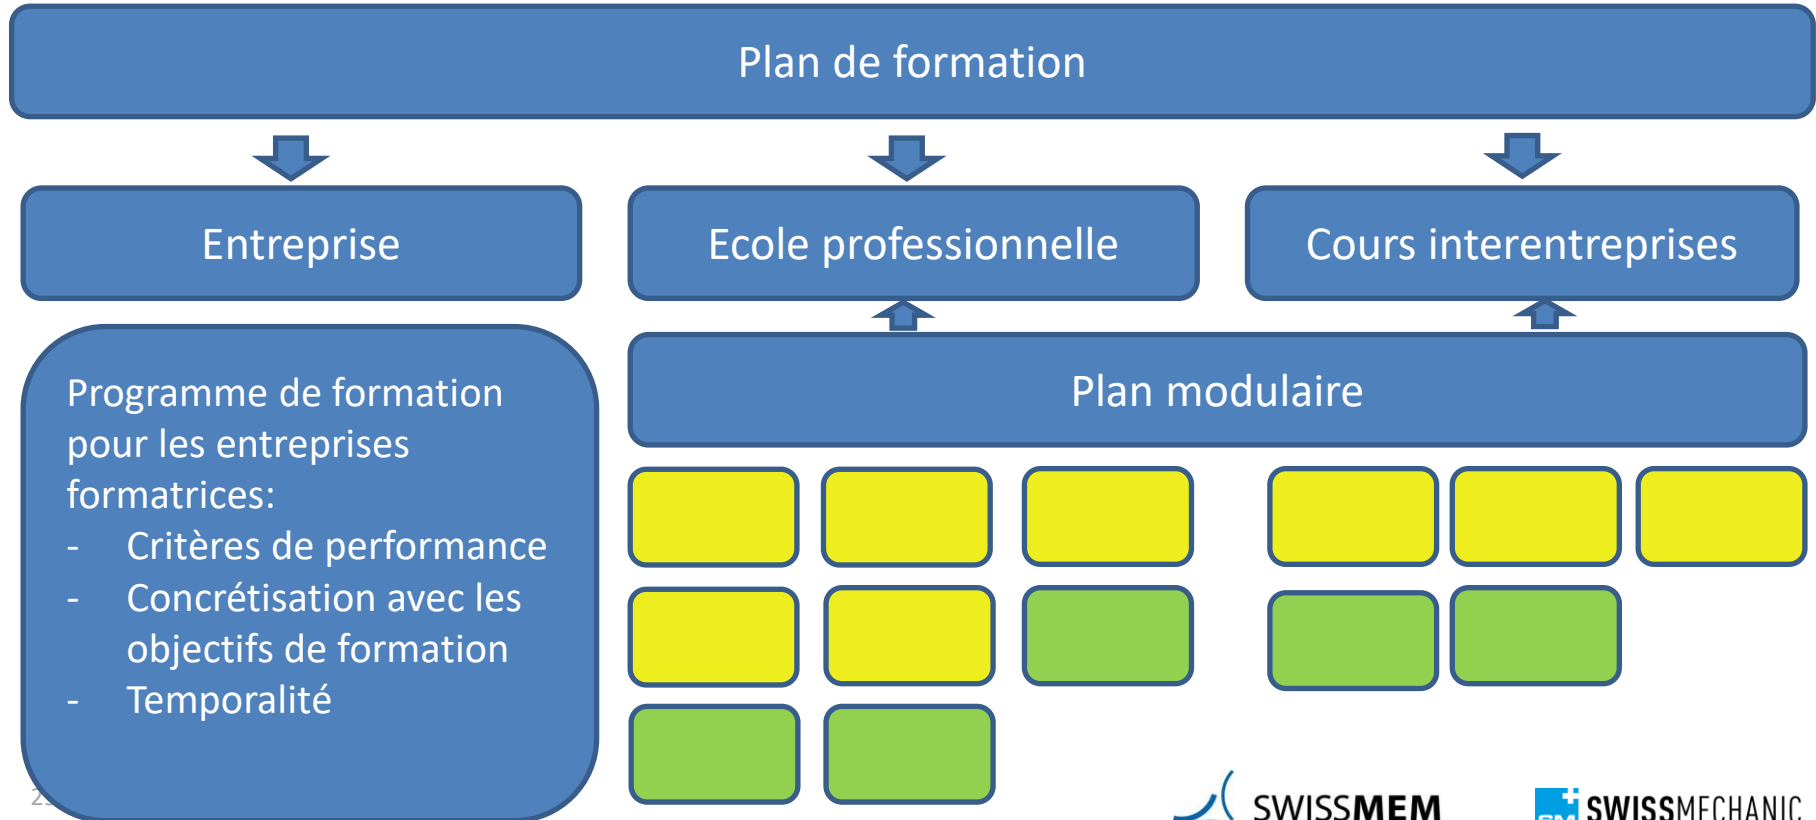 Plan de formation
Entreprise
Ecole professionnelle
Cours interentreprises
Programme de formation
pour les entreprises
formatrices:
- Critères de performance
- Concrétisation avec les
objectifs de formation
- Temporalité
Plan modulaire
SWISSMEM
SM SWISSMECHANIC